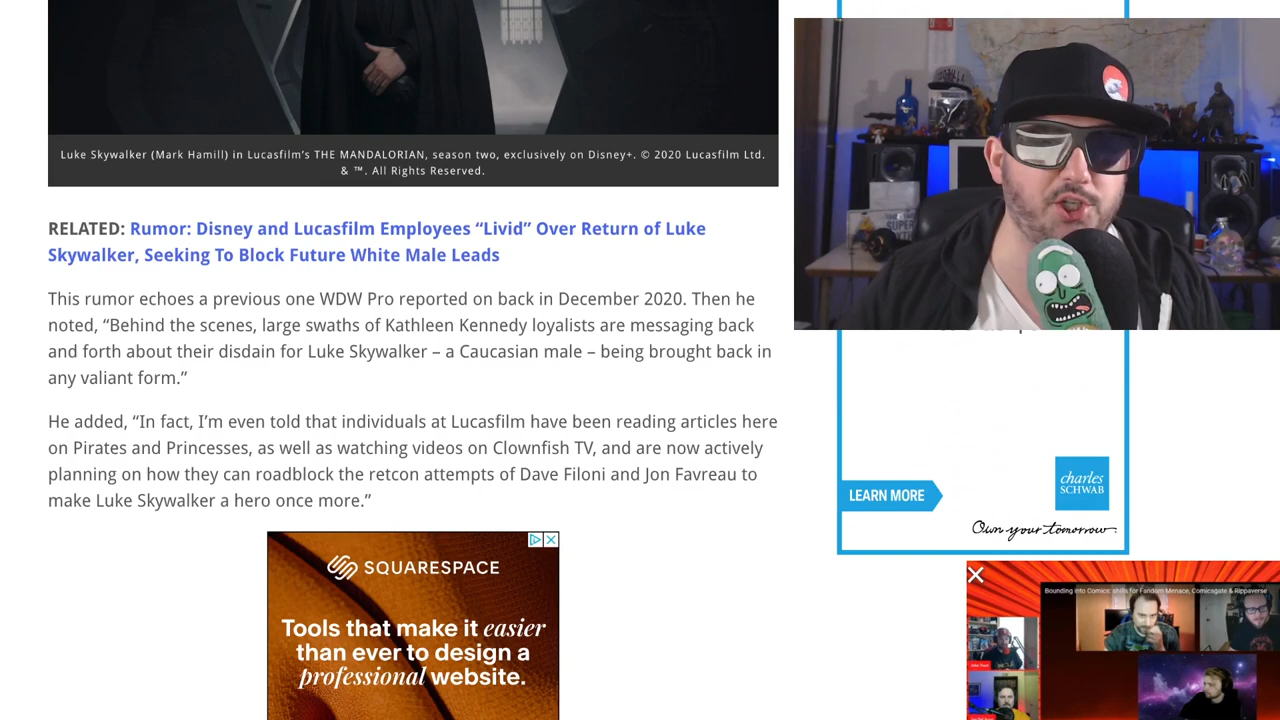 Luke Skywalker (Mark Hamill) in Lucasfilm's THE MANDALORIAN, season two, exclusively on Disney+. © 2020 Lucasfilm Ltd.
& ™. All Rights Reserved.
RELATED: Rumor: Disney and Lucasfilm Employees “Livid” Over Return of Luke
Skywalker, Seeking To Block Future White Male Leads
This rumor echoes a previous one WDW Pro reported on back in December 2020. Then he
noted, “Behind the scenes, large swaths of Kathleen Kennedy loyalists are messaging back
and forth about their disdain for Luke Skywalker – a Caucasian male – being brought back in
any valiant form.”
He added, “In fact, I’m even told that individuals at Lucasfilm have been reading articles here
on Pirates and Princesses, as well as watching videos on Clownfish TV, and are now actively
planning on how they can roadblock the retcon attempts of Dave Filoni and Jon Favreau to
make Luke Skywalker a hero once more.”
SQUARESPACE
Tools that make it easier
than ever to design a
professional website.
SUPER
LEARN MORE
charles
SCHWAB
Own your tomorrow
Bounding into Comics: shills for Fandom Menace, Comicsgate & Rippaverse